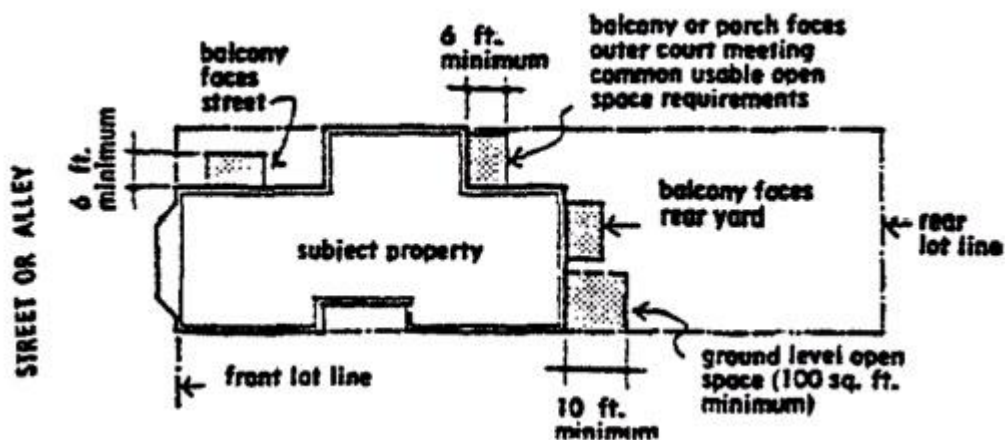 balcony
faces
street
6 ft.
minimum
balcony or porch faces
outer court meeting
common usable open
space requirements
6 ft.
minimum
STREET OR ALLEY
subject property
balcony faces
rear yard
rear
lot line
front lot line
ground level open
space (100 sq. ft.
minimum)
10 ft.
minimum